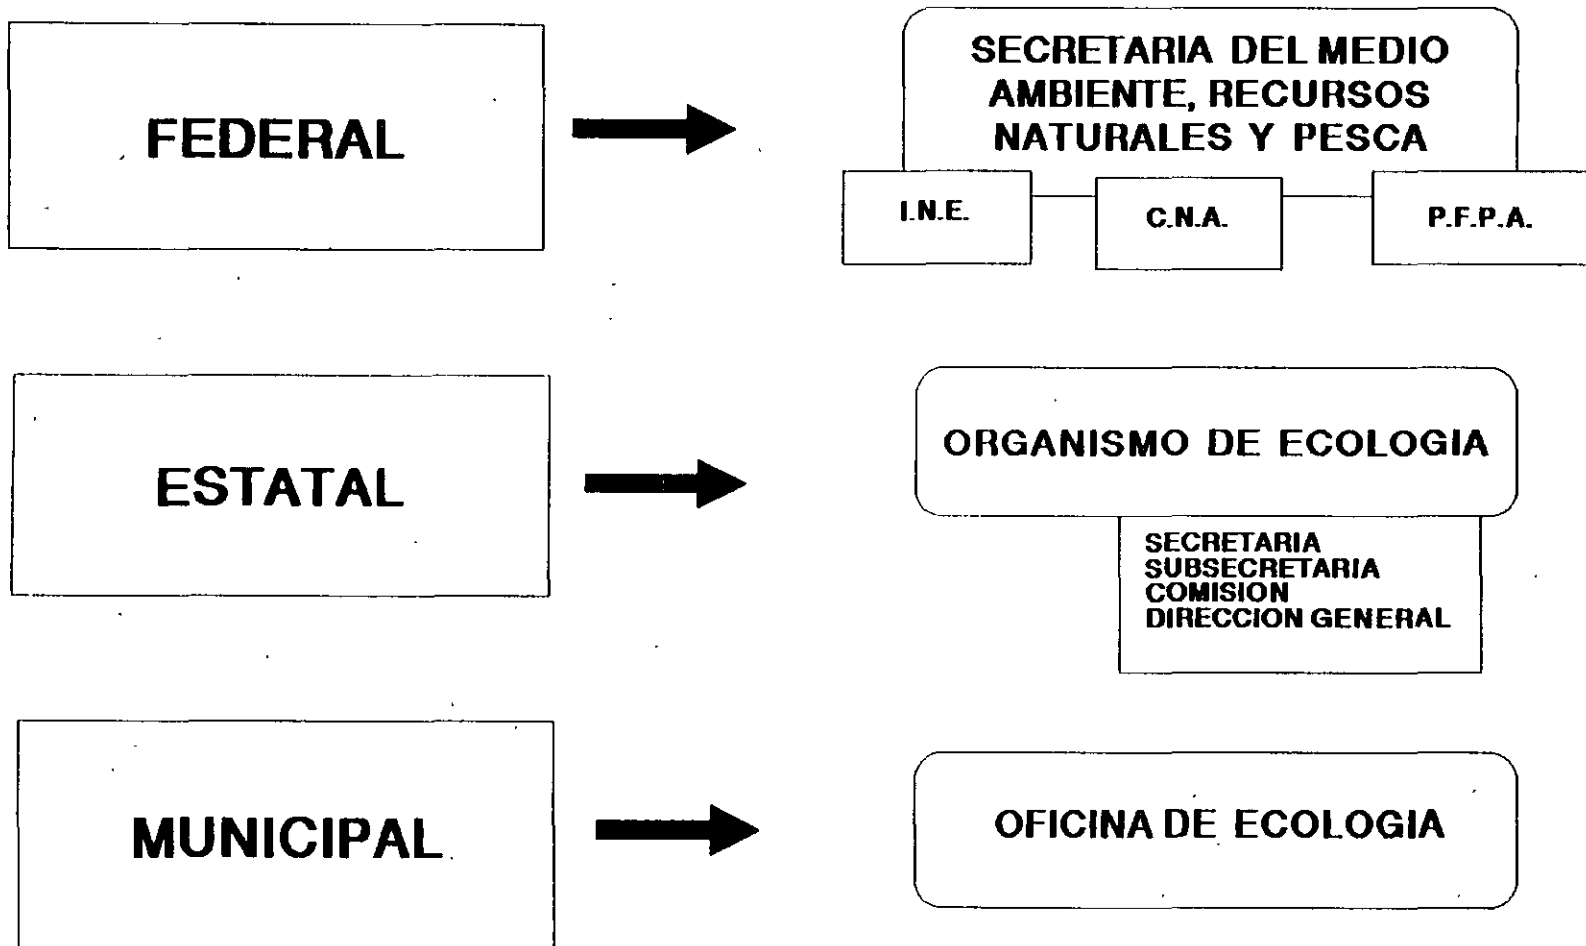 FEDERAL
SECRETARIA DEL MEDIO
AMBIENTE, RECURSOS
NATURALES Y PESCA
I.N.E.
C.N.A.
P.F.P.A.
ESTATAL
ORGANISMO DE ECOLOGIA
SECRETARIA
SUBSECRETARIA
COMISION
DIRECCION GENERAL
MUNICIPAL
OFICINA DE ECOLOGIA